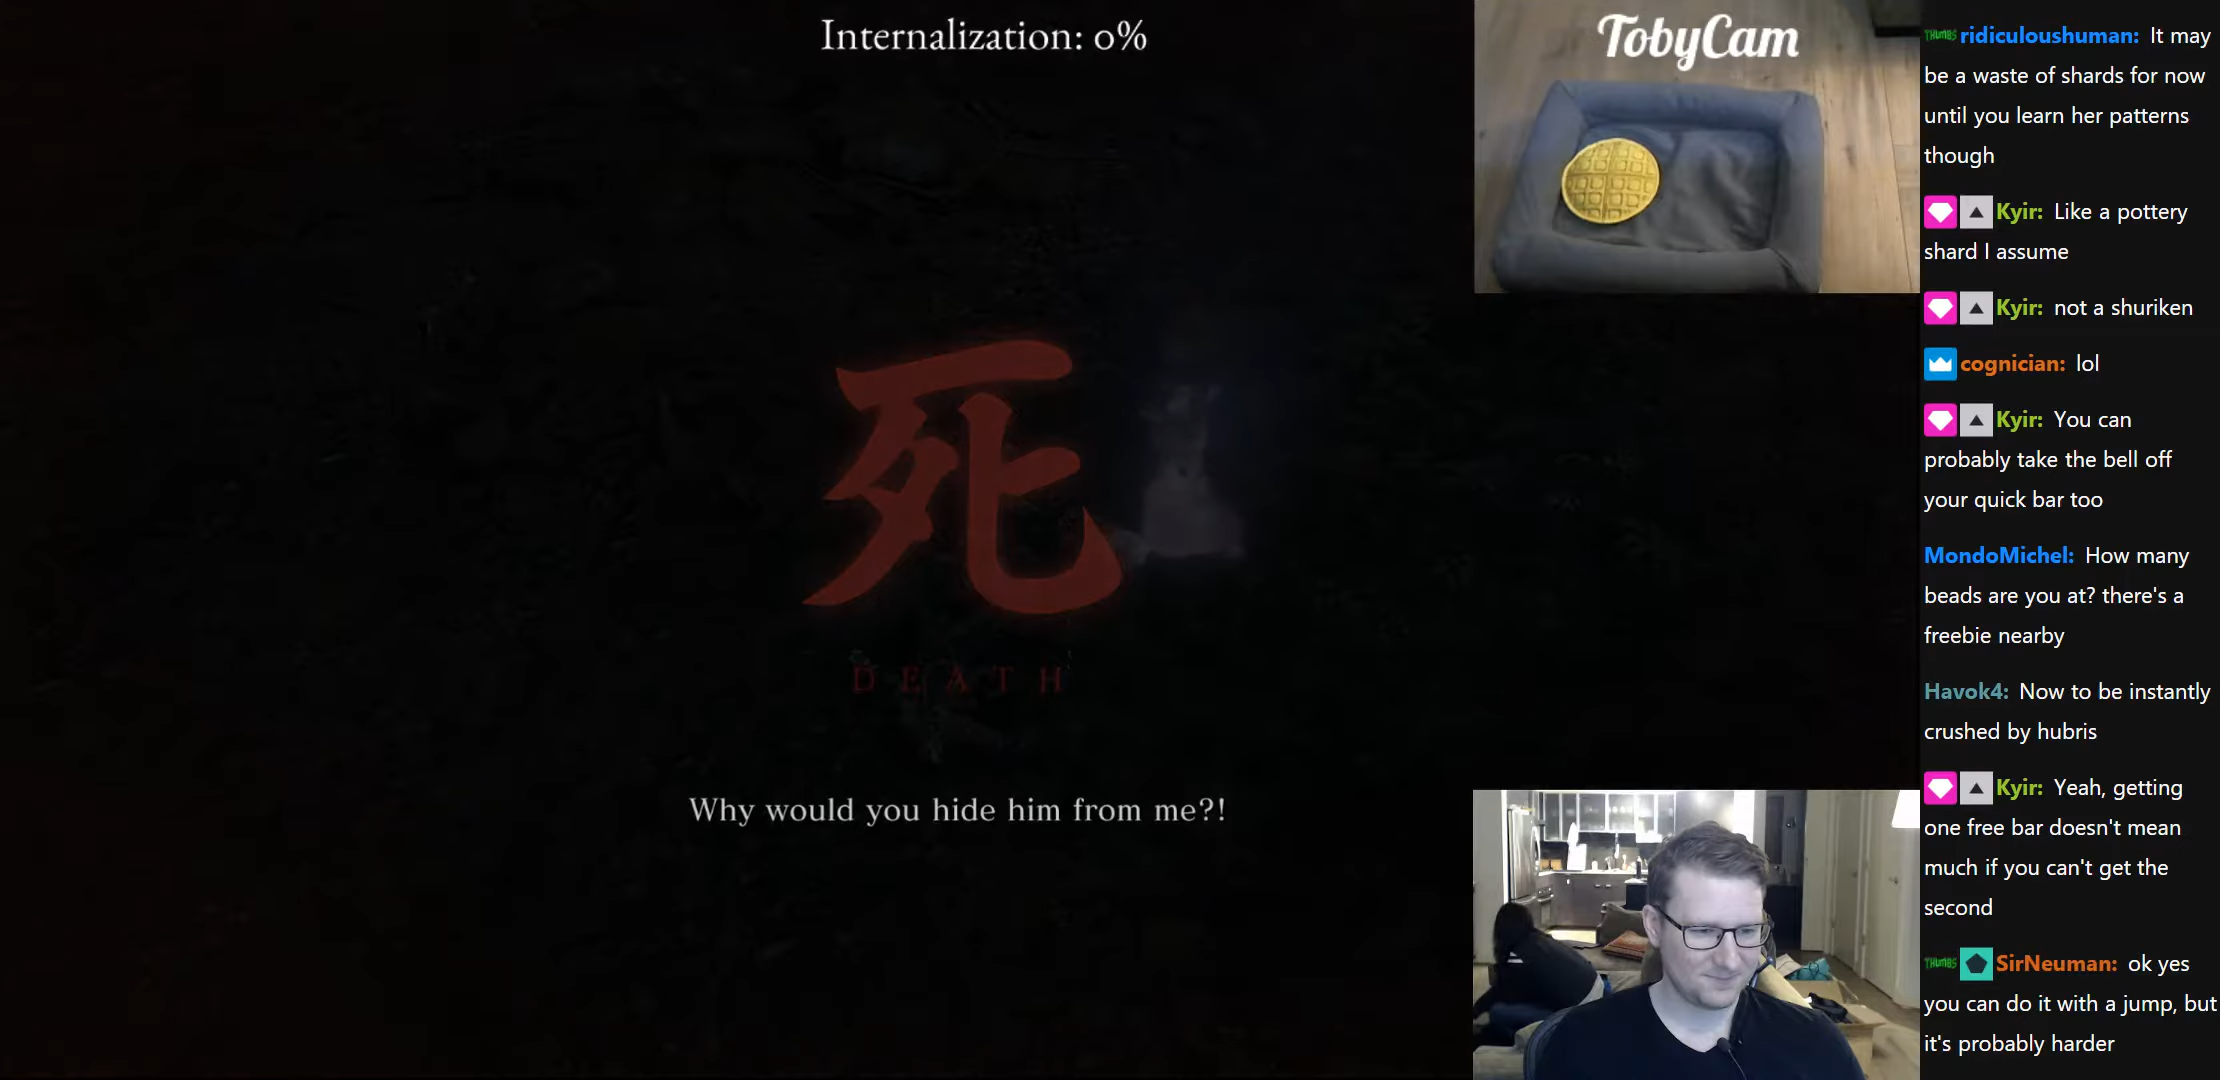 Internalization: 0%
TobyCam
死
DEATH
Why would you hide him from me?!
THUMBS ridiculoushuman: It may
be a waste of shards for now
until you learn her patterns
though
Kyir: Like a pottery
shard I assume
Kyir: not a shuriken
cognician: lol
Kyir: You can
probably take the bell off
your quick bar too
MondoMichel: How many
beads are you at? there's a
freebie nearby
Havok4: Now to be instantly
crushed by hubris
Kyir: Yeah, getting
one free bar doesn't mean
much if you can't get the
second
THUMBS SirNeuman: ok yes
you can do it with a jump, but
it's probably harder